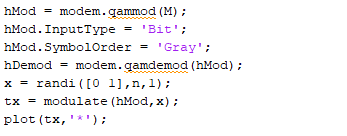 hMod = modem.qammod(M);
hMod.InputType = 'Bit';
hMod.SymbolOrder = 'Gray';
hDemod = modem.qamdemod(hMod);
x = randi([0 1],n,1);
tx = modulate(hMod,x);
plot(tx,'*');